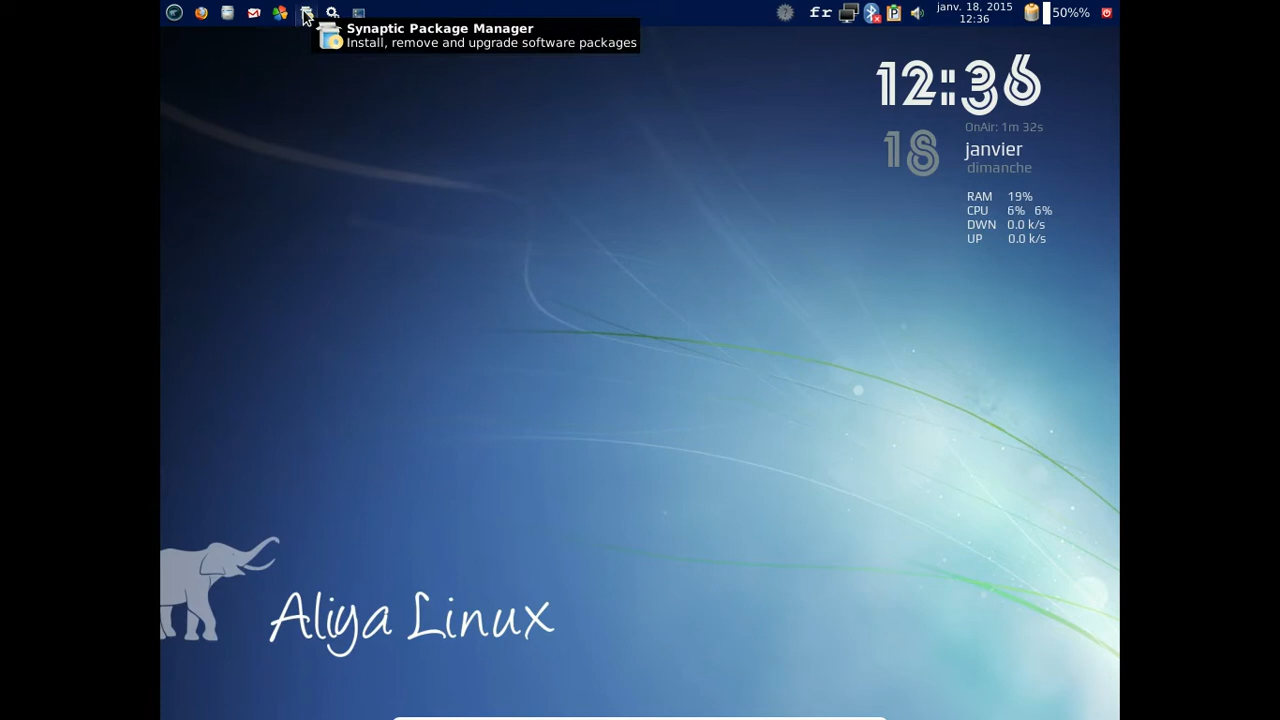 fr
janv. 18, 2015
12:36
50%%
Synaptic Package Manager
Install, remove and upgrade software packages
12:36
OnAir: 1m 32s
18
janvier
dimanche
RAM 19%
CPU 6% 6%
DWN 0.0 k/s
UP 0.0 k/s
Aliya Linux